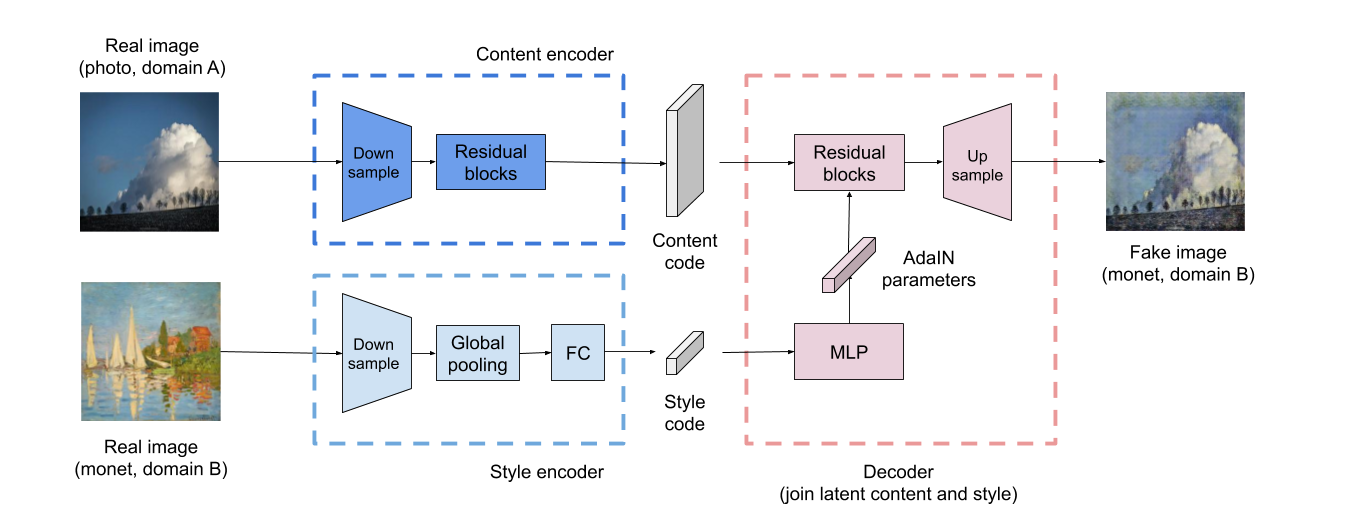 Real image
(photo, domain A)
Content encoder
Down
sample
Residual
blocks
Content
code
Residual
blocks
Up
sample
Fake image
(monet, domain B)
AdaIN
parameters
Down
sample
Global
pooling
FC
Style
code
MLP
Real image
(monet, domain B)
Style encoder
Decoder
(join latent content and style)